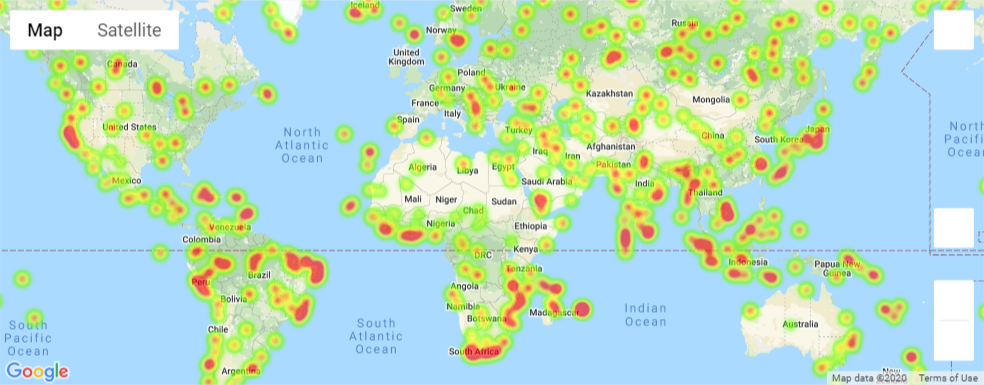 Map
Satellite
Iceland
Sweden
Norway
Russia
Canada
United
Kingdom
Poland
Germany
Ukraine
France
Kazakhstan
Mongolia
Spain
Italy
Turkey
United States
North
Atlantic
Ocean
China
South Korea
Japan
North
Pacific
Ocean
Iraq
Iran
Afghanistan
Pakistan
Algeria
Libya
Egypt
Saudi Arabia
India
Mexico
Mali
Niger
Sudan
Chad
Thailand
Venezuela
Nigeria
Ethiopia
Colombia
Kenya
DRC
Indonesia
Papua New
Guinea
Tanzania
Brazil
Peru
Angola
Bolivia
Namibia
Madagascar
Botswana
Indian
Ocean
Australia
South
Pacific
Ocean
Chile
South
Atlantic
Ocean
South Africa
Argentina
Google
New
Map data ©2020
Terms of Use